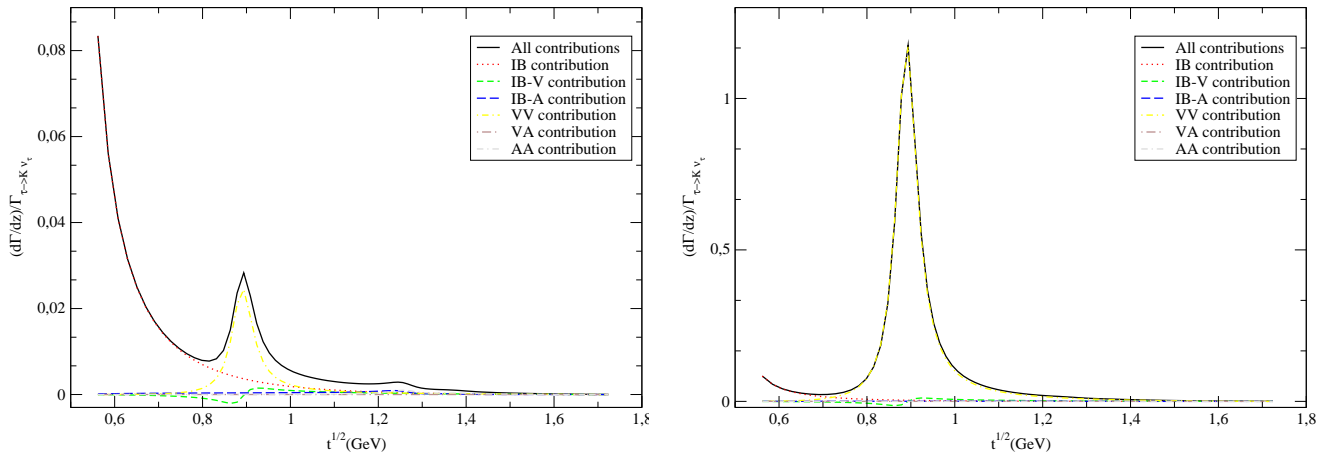 0,08
0,06
0,04
0,02
0
0,6
0,8
1
1,2
1,4
1,6
1,8
t^{1/2}(GeV)
(dΓ/dz)/Γ_{τ->K ν_τ}
All contributions
IB contribution
IB-V contribution
IB-A contribution
VV contribution
VA contribution
AA contribution
1
0,5
0
0,6
0,8
1
1,2
1,4
1,6
1,8
t^{1/2}(GeV)
(dΓ/dz)/Γ_{τ->K ν_τ}
All contributions
IB contribution
IB-V contribution
IB-A contribution
VV contribution
VA contribution
AA contribution